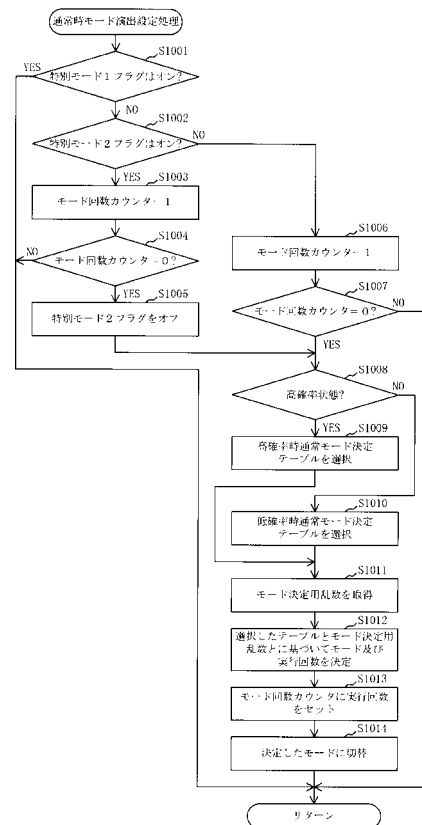 通常時モード演出設定処理
S1001
特別モード1フラグはオン?
YES
NO
S1002
特別モード2フラグはオン?
NO
YES
S1003
モード回数カウンタ-1
S1004
モード回数カウンタ=0?
NO
YES
S1005
特別モード2フラグをオフ
S1006
モード回数カウンタ-1
S1007
モード回数カウンタ=0?
NO
YES
S1008
高確率状態?
NO
YES
S1009
高確率時通常モード決定
テーブルを選択
S1010
低確率時通常モード決定
テーブルを選択
S1011
モード決定用乱数を取得
S1012
選択したテーブルとモード決定用
乱数とに基づいてモード及び
実行回数を決定
S1013
モード回数カウンタに実行回数
をセット
S1014
決定したモードに切替
リターン